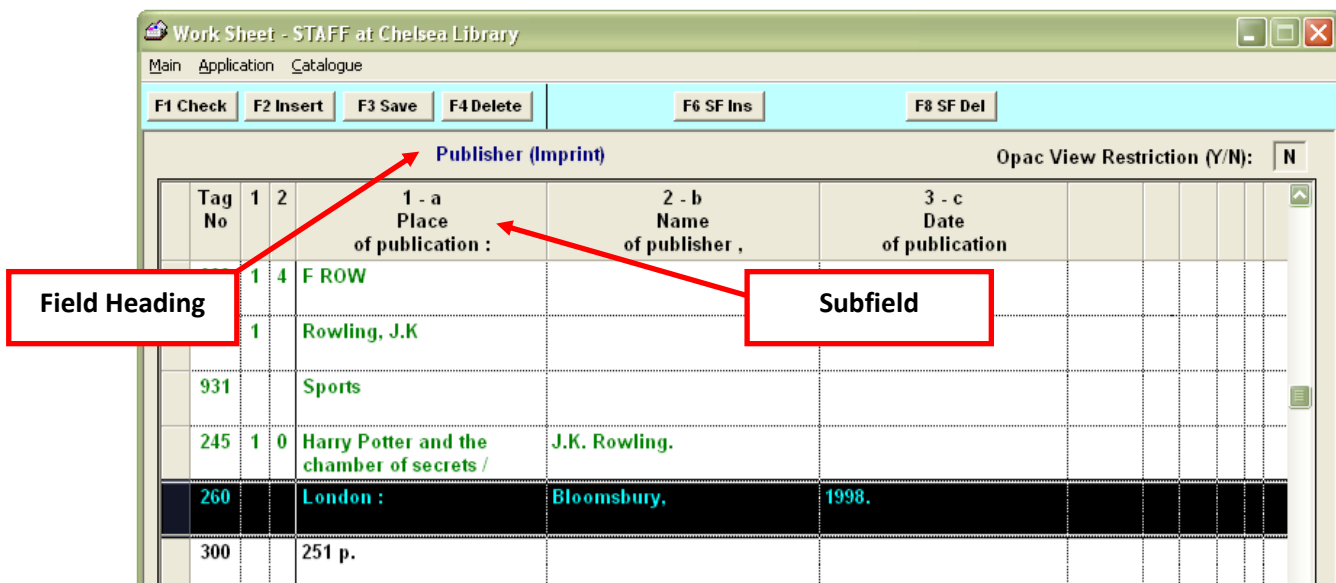 Work Sheet - STAFF at Chelsea Library
Main Application Catalogue
F1 Check F2 Insert F3 Save F4 Delete F6 SF Ins F8 SF Del
Publisher (Imprint) Opac View Restriction (Y/N): N
Tag No 1 2 1 - a Place of publication : 2 - b Name of publisher , 3 - c Date of publication
1 4 F ROW
Field Heading
Subfield
1 Rowling, J.K
931 Sports
245 1 0 Harry Potter and the J.K. Rowling.
chamber of secrets /
260 London : Bloomsbury, 1998.
300 251 p.